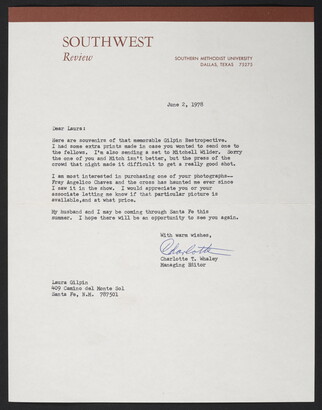 SOUTHWEST
Review
SOUTHERN METHODIST UNIVERSITY
DALLAS, TEXAS 75275
June 2, 1978
Dear Laura:
Here are souvenirs of that memorable Gilpin Restrospective.
I had some extra prints made in case you wanted to send one to
the fellows. I'm also sending a set to Mitchell Wilder. Sorry
the one of you and Mitch isn't better, but the press of the
crowd that night made it difficult to get a really good shot.
I am most interested in purchasing one of your photographs--
Fray Angelico Chavez and the cross has haunted me ever since
I saw it in the show. I would appreciate you or your
associate letting me know if that particular picture is
available,and at what price.
My husband and I may be coming through Santa Fe this
summer. I hope there will be an opportunity to see you again.
With warm wishes,
Charlotte
Charlotte T. Whaley
Managing Editor
Laura Gilpin
409 Camino del Monte Sol
Santa Fe, N.M. 787501